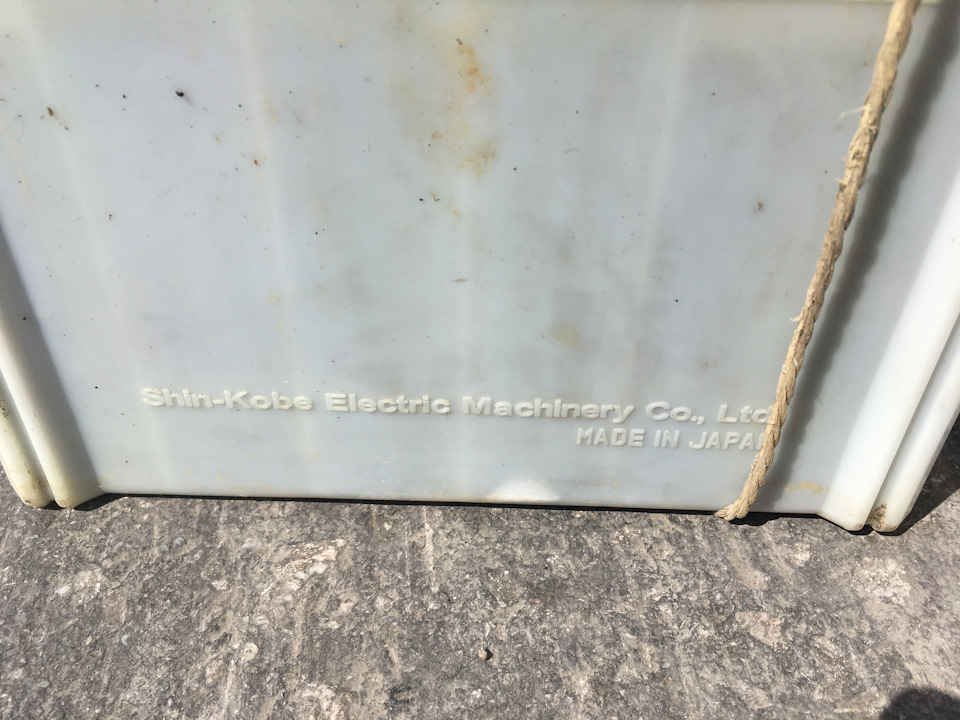 Shin-Kobe Electric Machinery Co., Ltd
MADE IN JAPAN